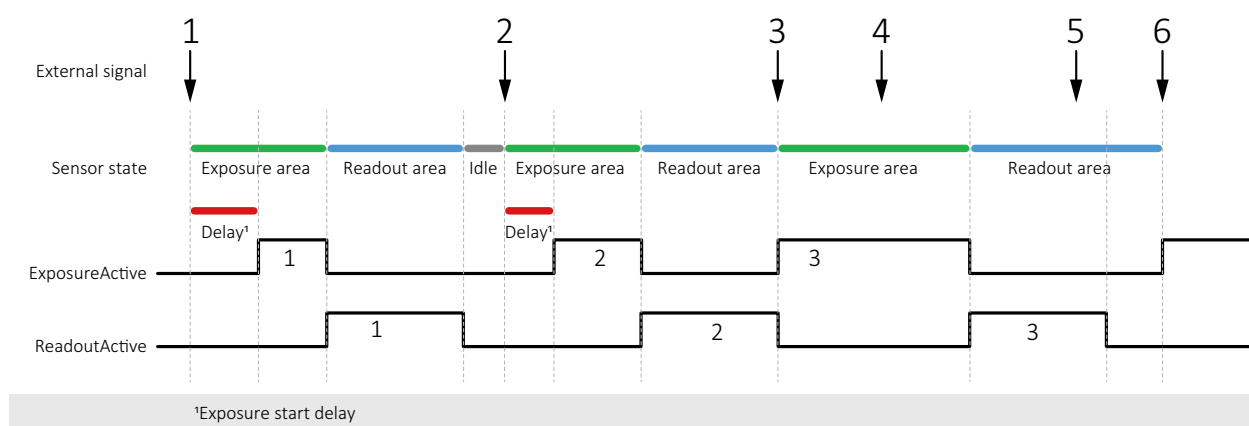 1 2 3 4 5 6
External signal
Sensor state Exposure area Readout area Idle Exposure area Readout area Exposure area Readout area
Delay¹ Delay¹
ExposureActive 1 2 3
ReadoutActive 1 2 3
¹Exposure start delay